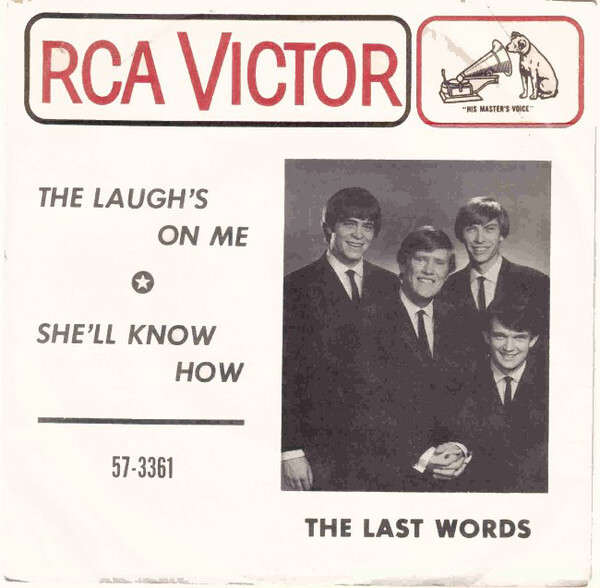 RCA VICTOR
"HIS MASTER'S VOICE"
THE LAUGH'S
ON ME
SHE'LL KNOW
HOW
57-3361
THE LAST WORDS